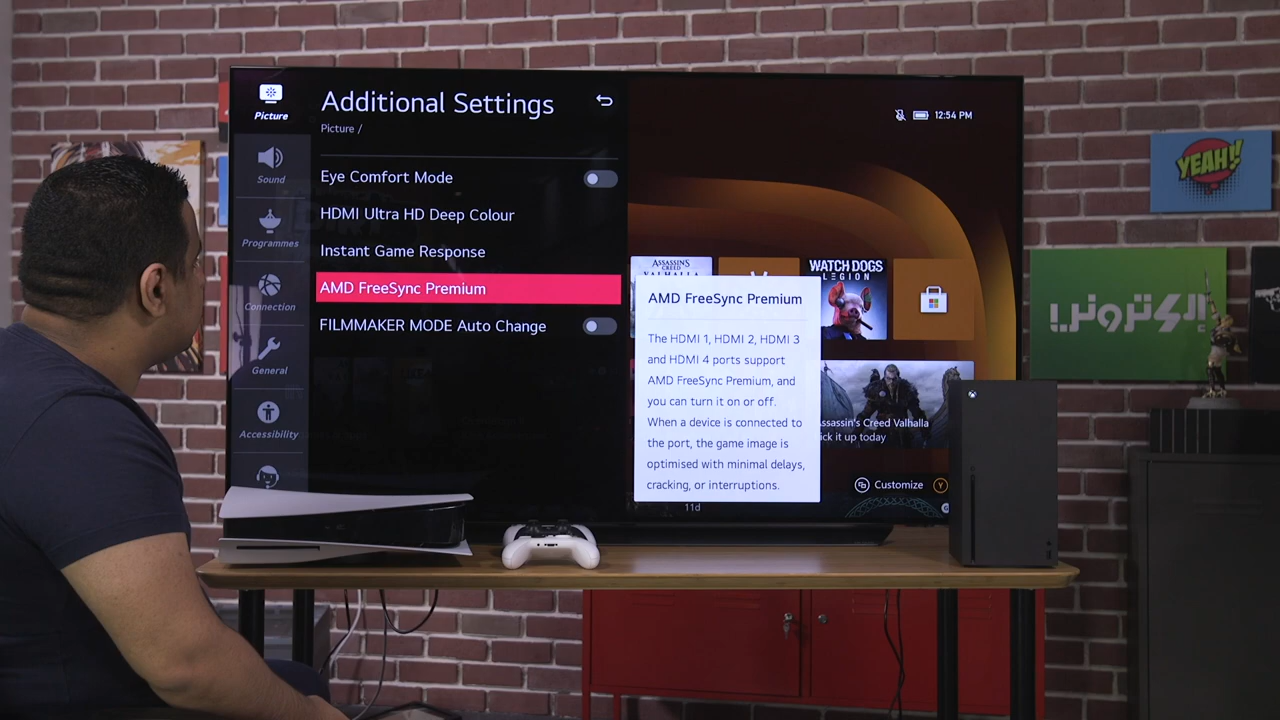 Picture
Sound
Programmes
Connection
General
Accessibility
Additional Settings
Picture /
Eye Comfort Mode
HDMI Ultra HD Deep Colour
Instant Game Response
AMD FreeSync Premium
FILMMAKER MODE Auto Change
12:54 PM
ASSASSIN'S
CREED
VALHALLA
WATCH DOGS
LEGION
AMD FreeSync Premium
The HDMI 1, HDMI 2, HDMI 3
and HDMI 4 ports support
AMD FreeSync Premium, and
you can turn it on or off.
When a device is connected to
the port, the game image is
optimised with minimal delays,
cracking, or interruptions.
Assassin's Creed Valhalla
ick it up today
Customize
Y
11d
YEAH!
إلكتروني